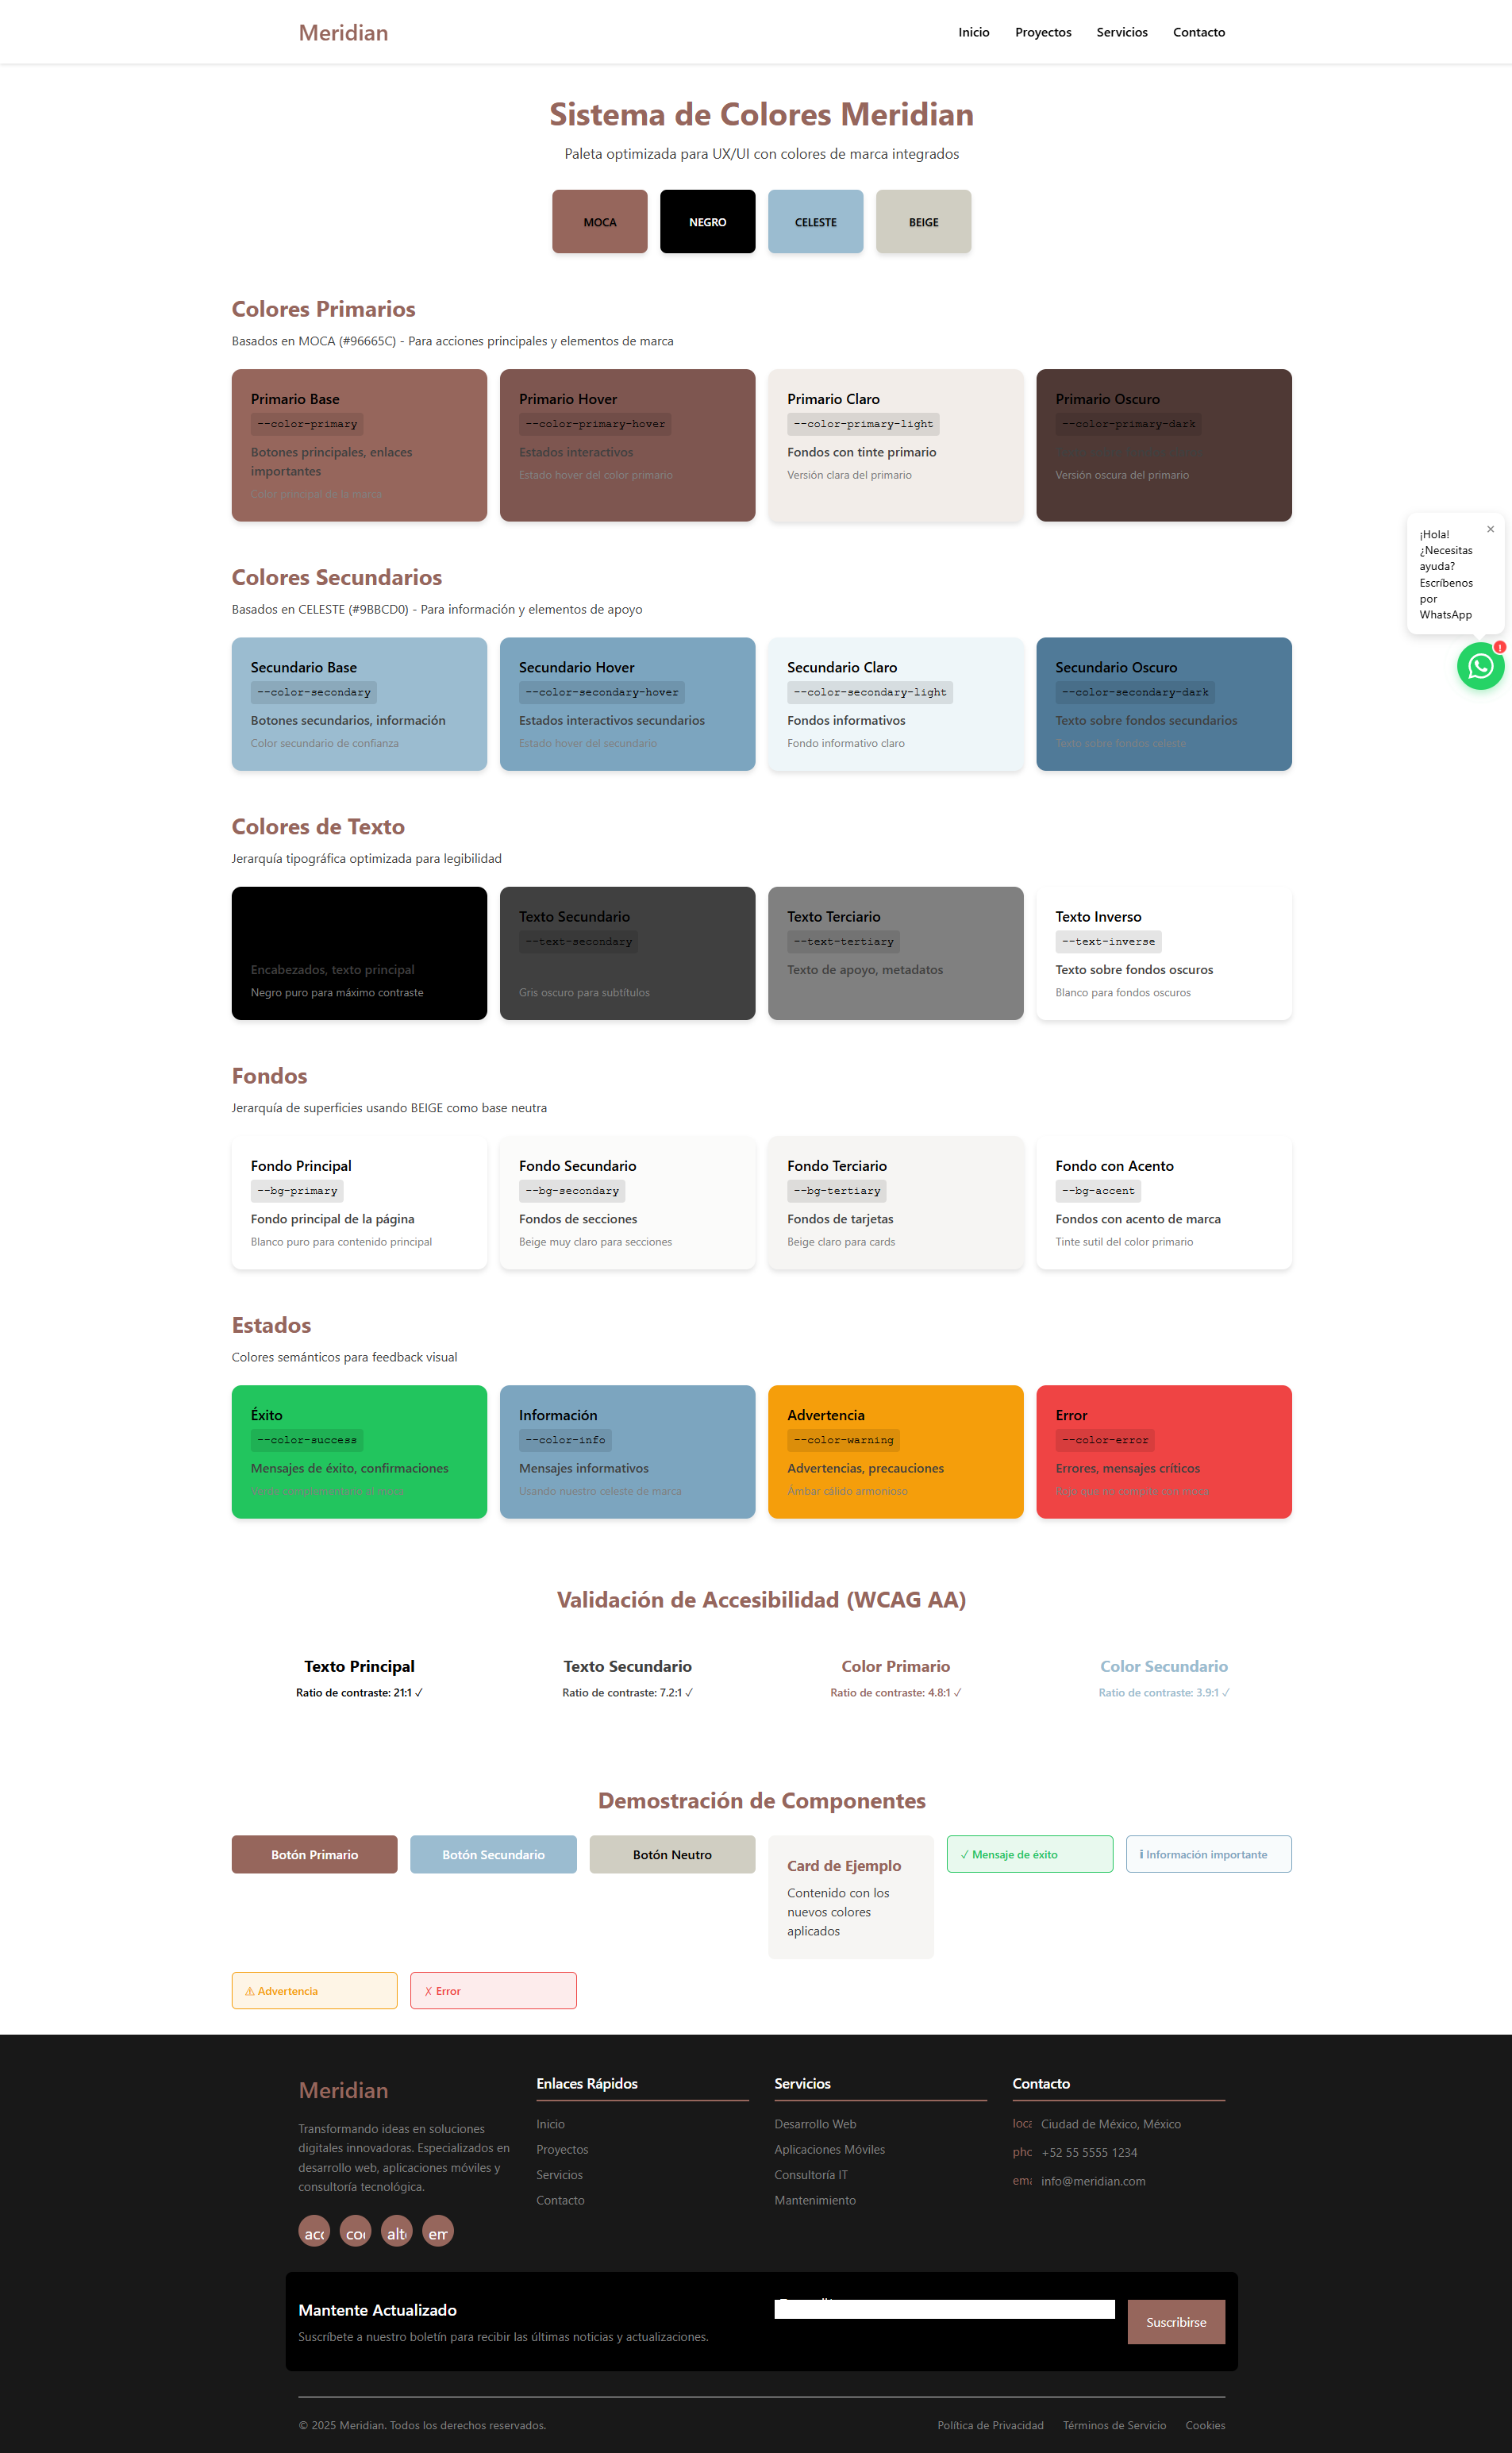 Meridian
Inicio Proyectos Servicios Contacto
Sistema de Colores Meridian
Paleta optimizada para UX/UI con colores de marca integrados
MOCA NEGRO CELESTE BEIGE
Colores Primarios
Basados en MOCA (#96665C) - Para acciones principales y elementos de marca
Primario Base
--color-primary
Botones principales, enlaces
importantes
Color principal de la marca
Primario Hover
--color-primary-hover
Estados interactivos
Estado hover del color primario
Primario Claro
--color-primary-light
Fondos con tinte primario
Versión clara del primario
Primario Oscuro
--color-primary-dark
Versión oscura del primario
Colores Secundarios
Basados en CELESTE (#9BBCD0) - Para información y elementos de apoyo
Secundario Base
--color-secondary
Botones secundarios, información
Color secundario de confianza
Secundario Hover
--color-secondary-hover
Estados interactivos secundarios
Estado hover del secundario
Secundario Claro
--color-secondary-light
Fondos informativos
Fondo informativo claro
Secundario Oscuro
--color-secondary-dark
Texto sobre fondos secundarios
Texto sobre fondos celeste
¡Hola!
¿Necesitas
ayuda?
Escríbenos
por
WhatsApp
×
!
Colores de Texto
Jerarquía tipográfica optimizada para legibilidad
Encabezados, texto principal
Negro puro para máximo contraste
Texto Secundario
--text-secondary
Gris oscuro para subtítulos
Texto Terciario
--text-tertiary
Texto de apoyo, metadatos
Texto Inverso
--text-inverse
Texto sobre fondos oscuros
Blanco para fondos oscuros
Fondos
Jerarquía de superficies usando BEIGE como base neutra
Fondo Principal
--bg-primary
Fondo principal de la página
Blanco puro para contenido principal
Fondo Secundario
--bg-secondary
Fondos de secciones
Beige muy claro para secciones
Fondo Terciario
--bg-tertiary
Fondos de tarjetas
Beige claro para cards
Fondo con Acento
--bg-accent
Fondos con acento de marca
Tinte sutil del color primario
Estados
Colores semánticos para feedback visual
Éxito
--color-success
Mensajes de éxito, confirmaciones
Verde complementario al moca
Información
--color-info
Mensajes informativos
Usando nuestro celeste de marca
Advertencia
--color-warning
Advertencias, precauciones
Ámbar cálido armonioso
Error
--color-error
Errores, mensajes críticos
Rojo que no compita con moca
Validación de Accesibilidad (WCAG AA)
Texto Principal
Ratio de contraste: 21:1 ✓
Texto Secundario
Ratio de contraste: 7.2:1 ✓
Color Primario
Ratio de contraste: 4.8:1 ✓
Color Secundario
Ratio de contraste: 3.9:1 ✓
Demostración de Componentes
Botón Primario
Botón Secundario
Botón Neutro
Card de Ejemplo
Contenido con los
nuevos colores
aplicados
✓ Mensaje de éxito
ℹ Información importante
⚠ Advertencia
✗ Error
Meridian
Transformando ideas en soluciones
digitales innovadoras. Especializados en
desarrollo web, aplicaciones móviles y
consultoría tecnológica.
acc coc alt em
Enlaces Rápidos
Inicio
Proyectos
Servicios
Contacto
Servicios
Desarrollo Web
Aplicaciones Móviles
Consultoría IT
Mantenimiento
Contacto
loca Ciudad de México, México
phc +52 55 5555 1234
ema info@meridian.com
Mantente Actualizado
Suscríbete a nuestro boletín para recibir las últimas noticias y actualizaciones.
Suscribirse
© 2025 Meridian. Todos los derechos reservados.
Política de Privacidad Términos de Servicio Cookies